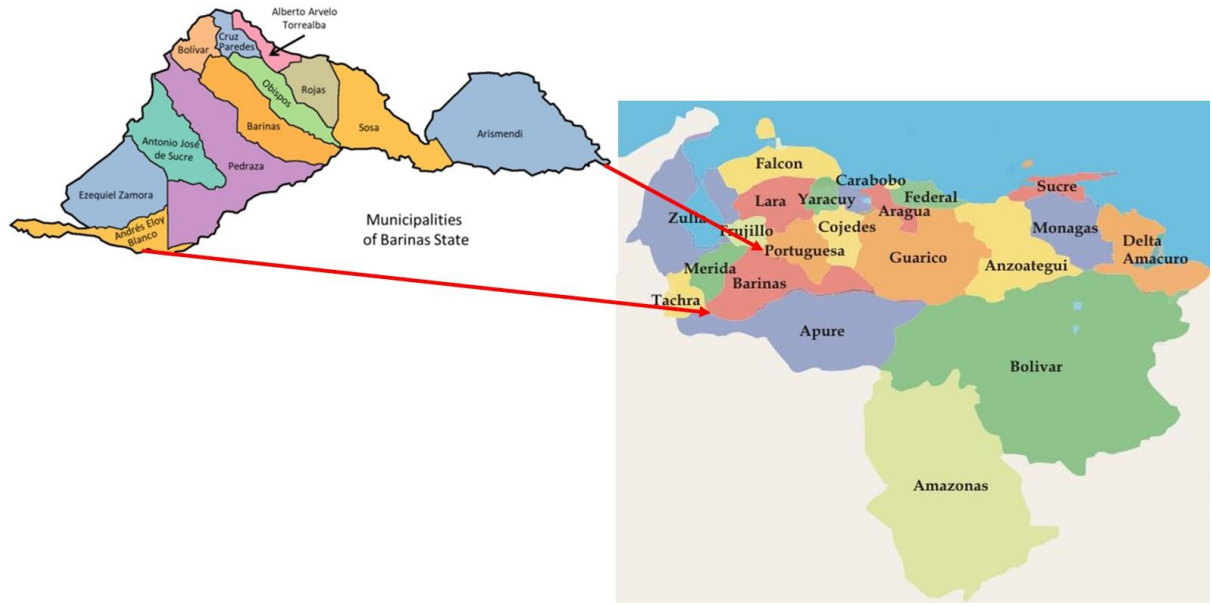 Alberto Arvelo
Torrealba
Cruz
Paredes
Bolívar
Obispos
Rojas
Barinas
Sosa
Arismendi
Antonio José
de Sucre
Pedraza
Ezequiel Zamora
Andrés Eloy
Blanco
Municipalities
of Barinas State
Falcon
Carabobo
Sucre
Lara
Yaracuy
Federal
Aragua
Zulia
Trujillo
Cojedes
Monagas
Delta
Amacuro
Portuguesa
Guarico
Anzoategui
Merida
Barinas
Tachra
Apure
Bolivar
Amazonas